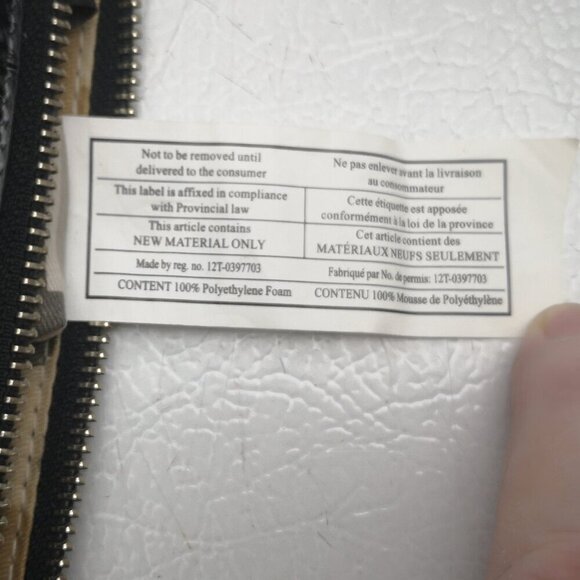 Not to be removed until
delivered to the consumer
Ne pas enlever avant la livraison
au consommateur
This label is affixed in compliance
with Provincial law
Cette étiquette est apposée
conformément à la loi de la province
This article contains
NEW MATERIAL ONLY
Cet article contient des
MATÉRIAUX NEUFS SEULEMENT
Made by reg. no. 12T-0397703
Fabriqué par No. de permis: 12T-0397703
CONTENT 100% Polyethylene Foam
CONTENU 100% Mousse de Polyéthylène